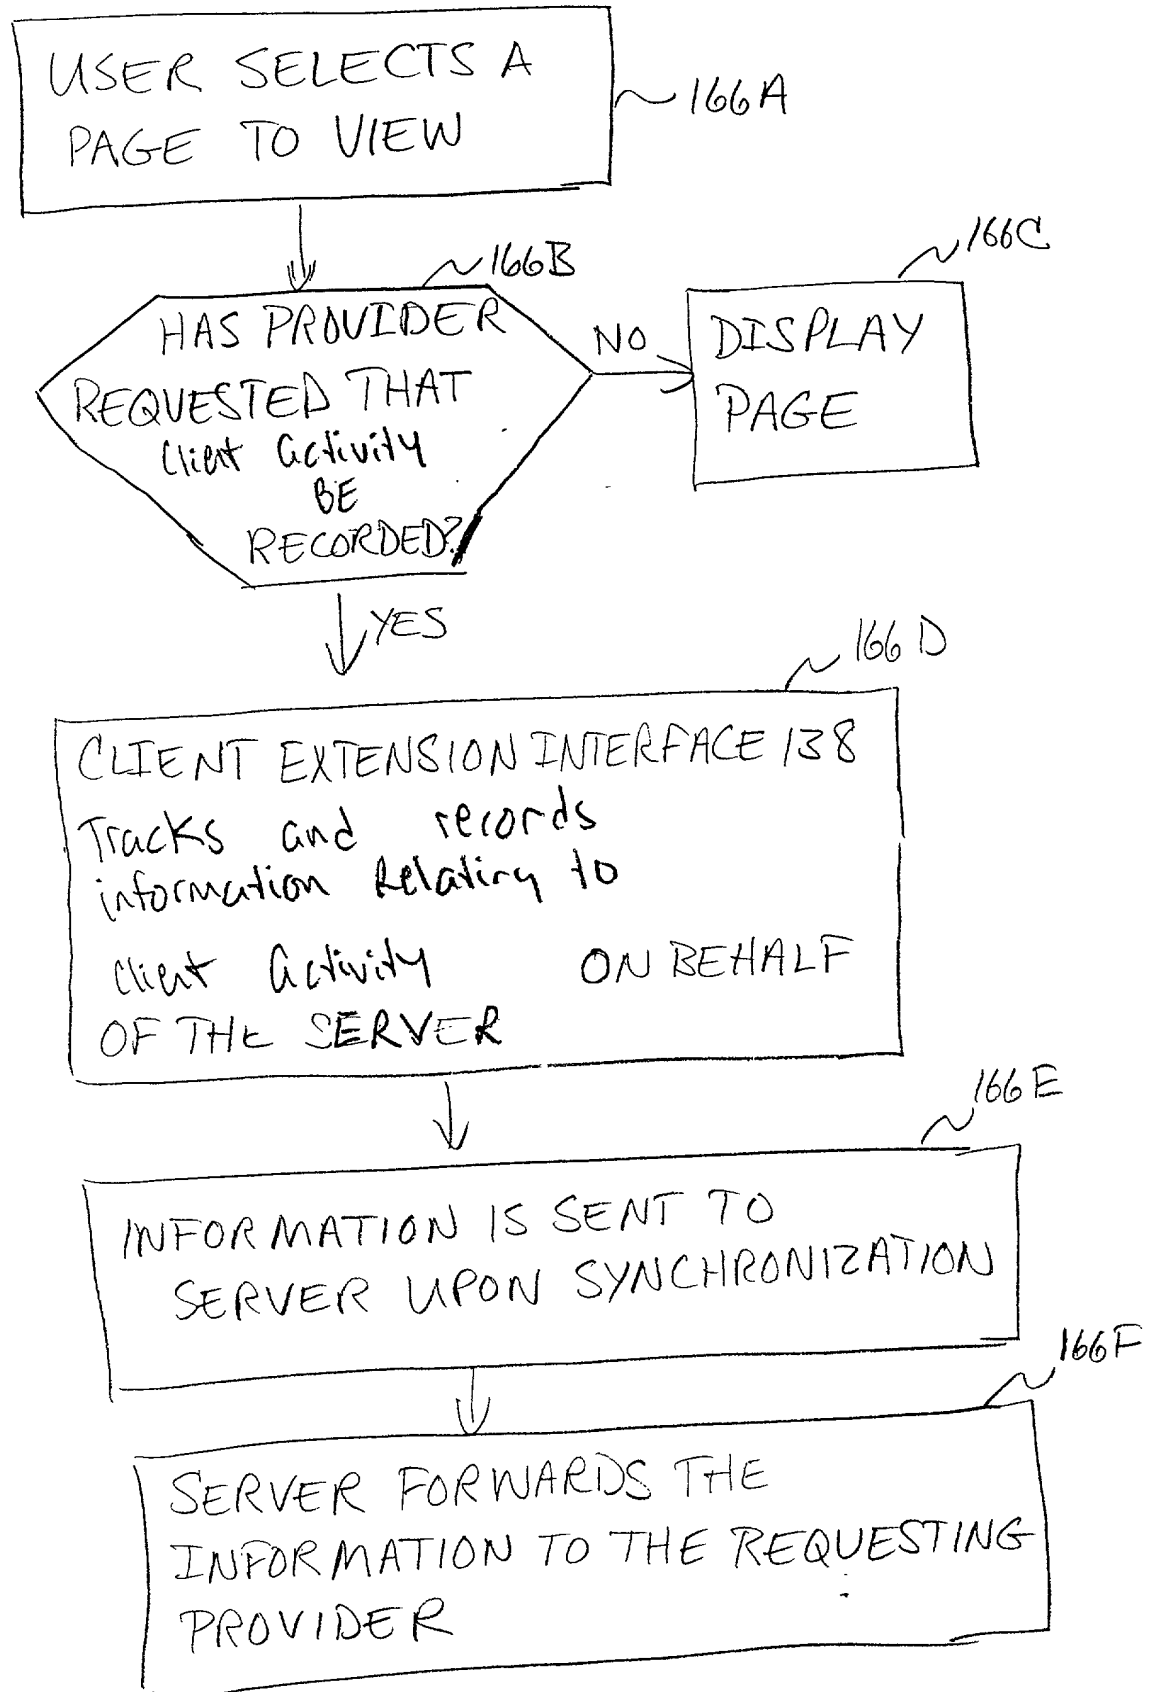 USER SELECTS A
PAGE TO VIEW
166A
166B
HAS PROVIDER
REQUESTED THAT
Client Activity
BE
RECORDED?
NO
166C
DISPLAY
PAGE
YES
166D
CLIENT EXTENSION INTERFACE 138
Tracks and records
information Relating to
Client Activity ON BEHALF
OF THE SERVER
166E
INFORMATION IS SENT TO
SERVER UPON SYNCHRONIZATION
166F
SERVER FORWARDS THE
INFORMATION TO THE REQUESTING
PROVIDER